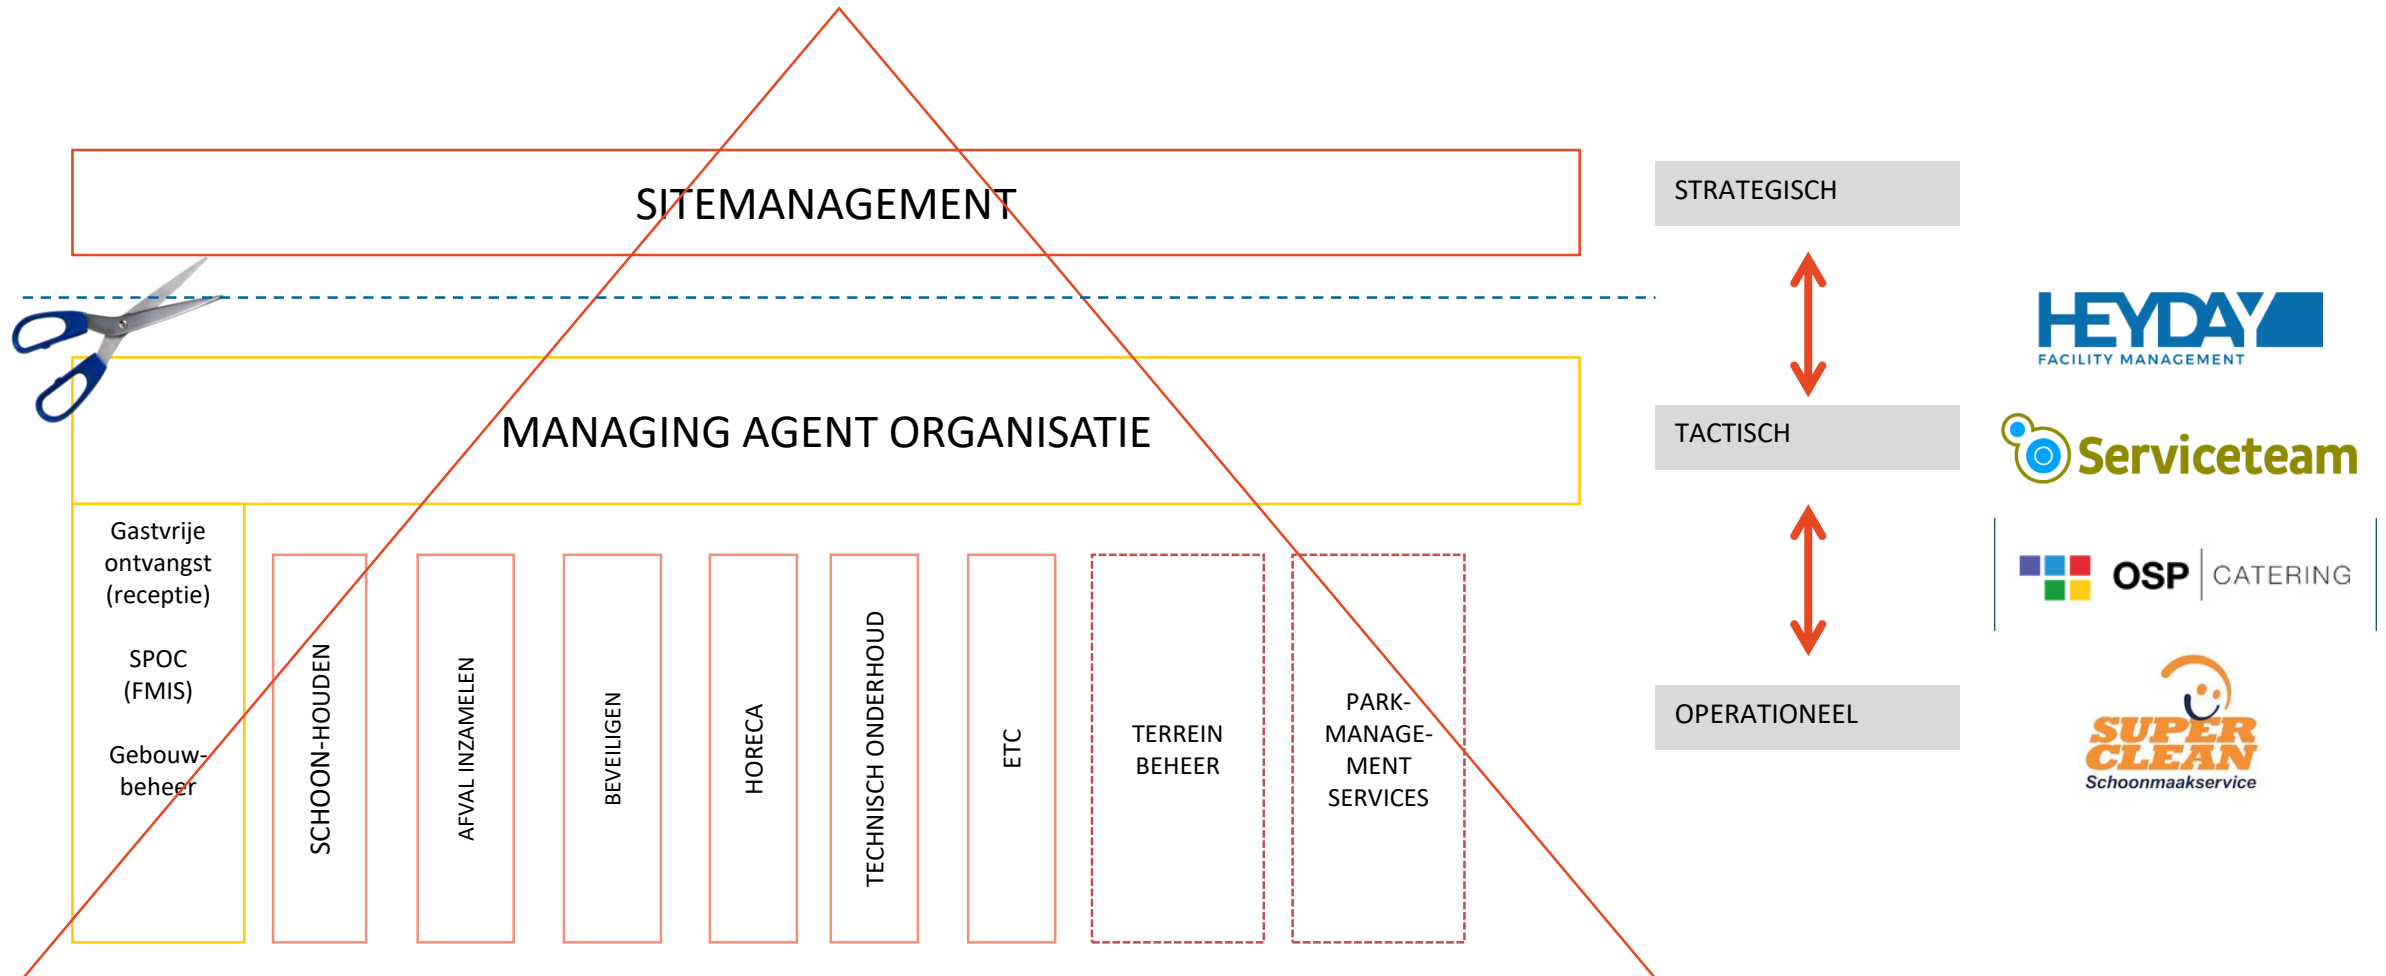 SITEMANAGEMENT
STRATEGISCH
HEYDAY
FACILITY MANAGEMENT
MANAGING AGENT ORGANISATIE
TACTISCH
Serviceteam
Gastvrije
ontvangst
(receptie)
SPOC
(FMIS)
Gebouw-
beheer
SCHOON-HOUDEN
AFVAL INZAMELEN
BEVEILIGEN
HORECA
TECHNISCH ONDERHOUD
ETC
TERREIN
BEHEER
PARK-
MANAGE-
MENT
SERVICES
OPERATIONEEL
OSP CATERING
SUPER
CLEAN
Schoonmaakservice